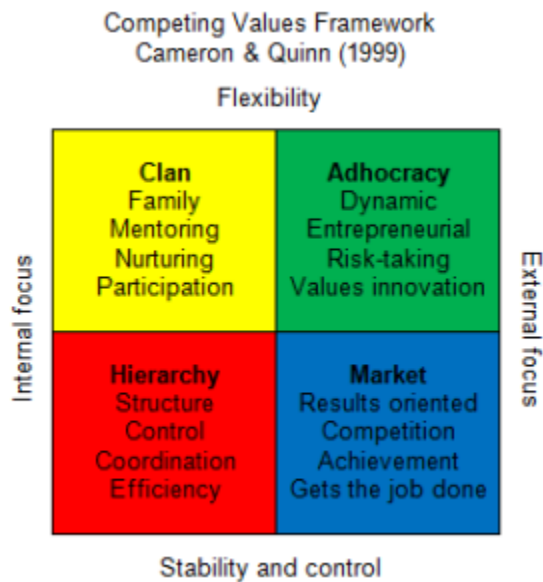 Competing Values Framework
Cameron & Quinn (1999)
Flexibility
Clan
Family
Mentoring
Nurturing
Participation
Adhocracy
Dynamic
Entrepreneurial
Risk-taking
Values innovation
Internal focus
External focus
Hierarchy
Structure
Control
Coordination
Efficiency
Market
Results oriented
Competition
Achievement
Gets the job done
Stability and control